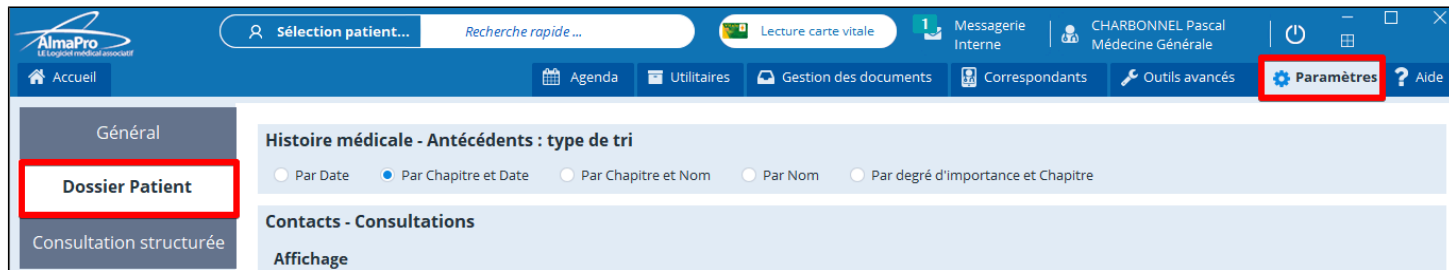 AlmaPro
LE Logiciel médical associatif
Sélection patient...
Recherche rapide ...
Lecture carte vitale
1
Messagerie
Interne
CHARBONNEL Pascal
Médecine Générale
Accueil
Agenda
Utilitaires
Gestion des documents
Correspondants
Outils avancés
Paramètres
? Aide
Général
Dossier Patient
Consultation structurée
Histoire médicale - Antécédents : type de tri
Par Date
Par Chapitre et Date
Par Chapitre et Nom
Par Nom
Par degré d'importance et Chapitre
Contacts - Consultations
Affichage